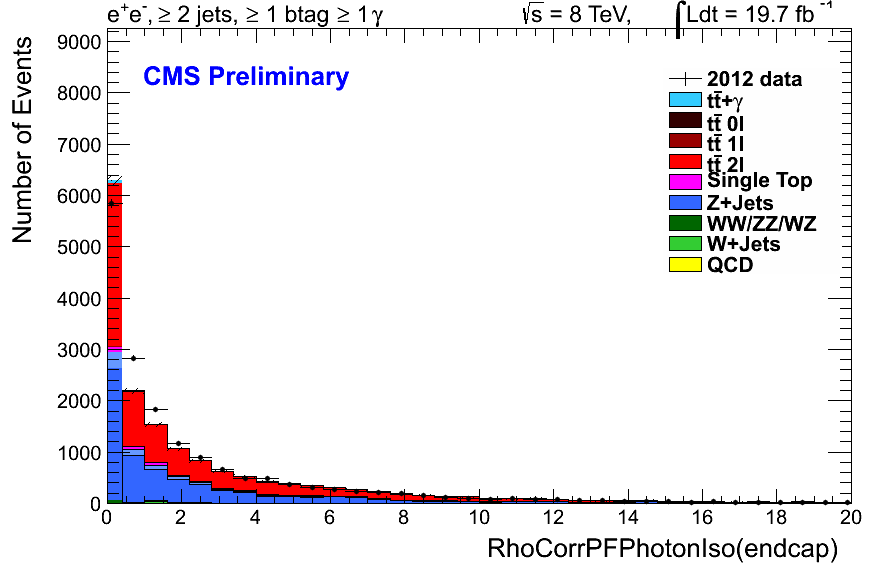 e⁺e⁻, ≥ 2 jets, ≥ 1 btag ≥ 1 γ √s = 8 TeV, ∫Ldt = 19.7 fb⁻¹
CMS Preliminary
2012 data
tt̄+γ
tt̄ 0l
tt̄ 1l
tt̄ 2l
Single Top
Z+Jets
WW/ZZ/WZ
W+Jets
QCD
Number of Events
9000
8000
7000
6000
5000
4000
3000
2000
1000
0
0 2 4 6 8 10 12 14 16 18 20
RhoCorrPFPhotonIso(endcap)